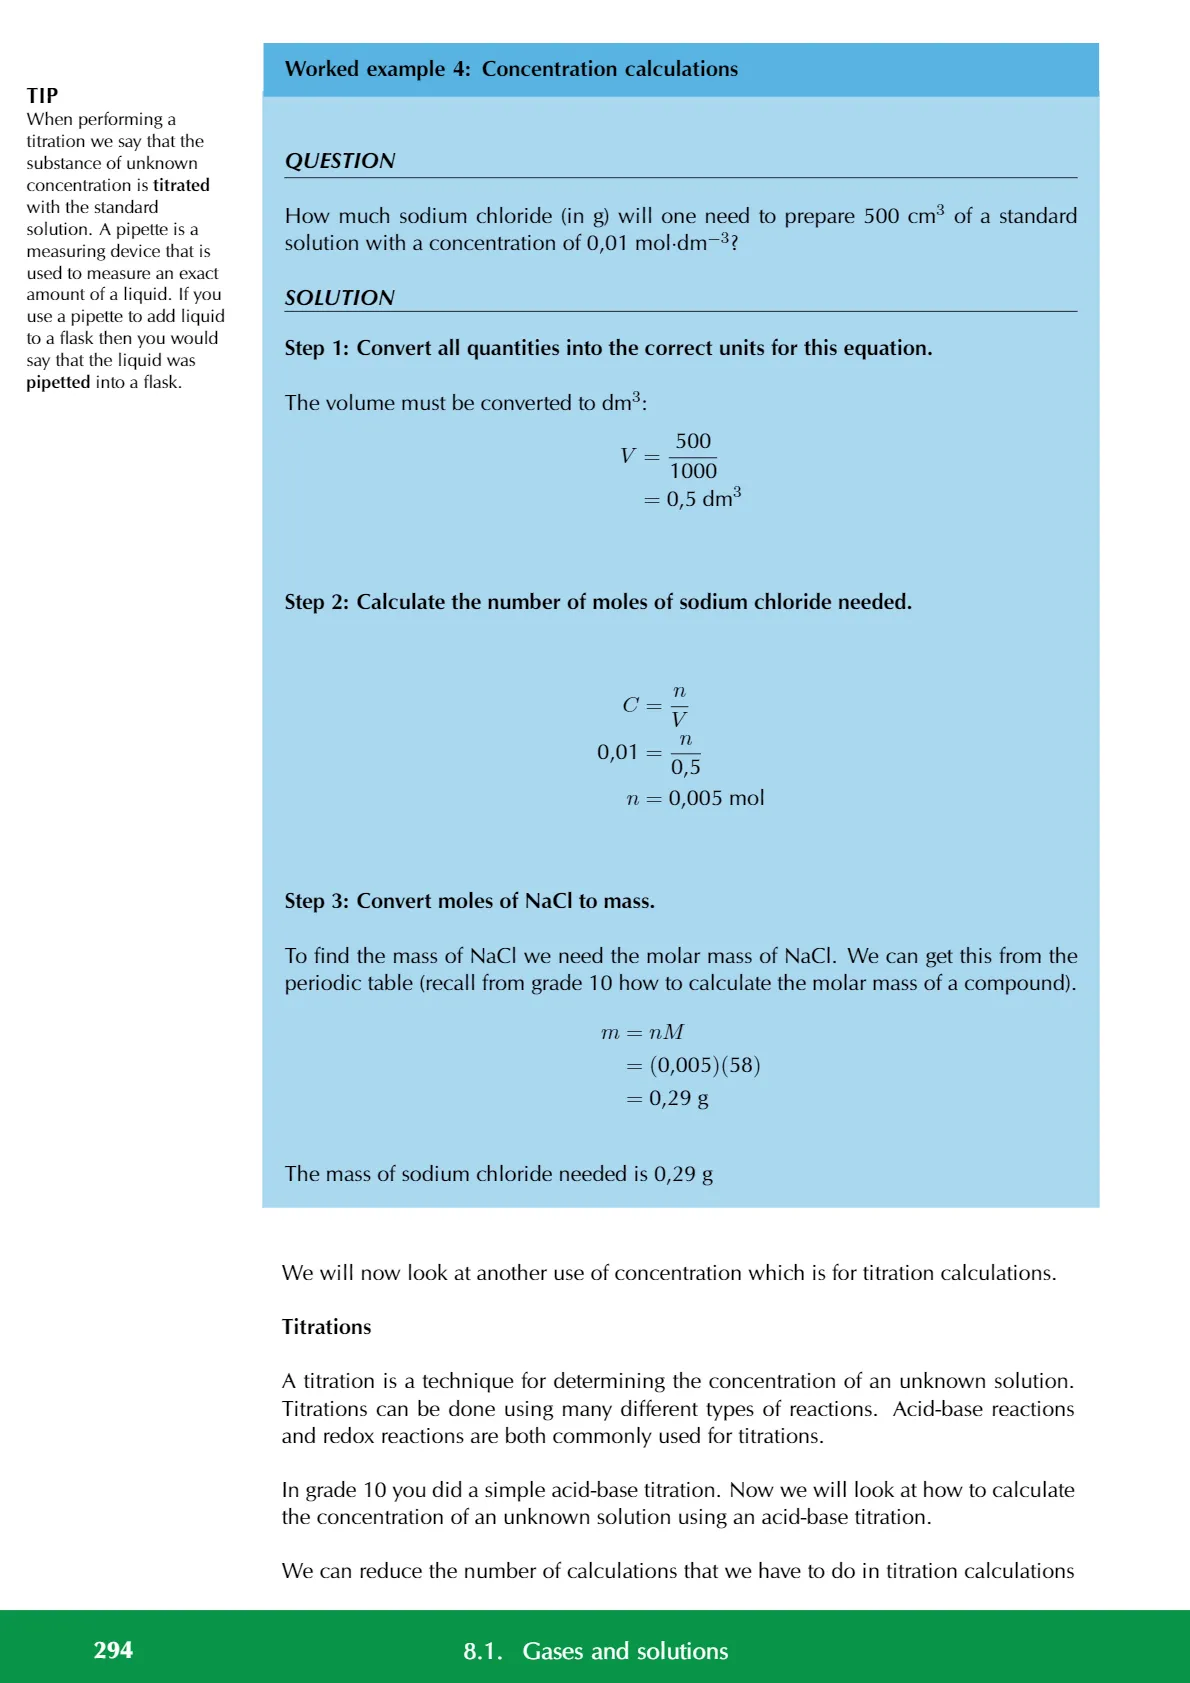 TIP
When performing a
titration we say that the
substance of unknown
concentration is titrated
with the standard
solution. A pipette is a
measuring device that is
used to measure an exact
amount of a liquid. If you
use a pipette to add liquid
to a flask then you would
say that the liquid was
pipetted into a flask.
Worked example 4: Concentration calculations
QUESTION
How much sodium chloride (in g) will one need to prepare 500 cm³ of a standard
solution with a concentration of 0,01 mol·dm⁻³?
SOLUTION
Step 1: Convert all quantities into the correct units for this equation.
The volume must be converted to dm³:
V = 500/1000
= 0,5 dm³
Step 2: Calculate the number of moles of sodium chloride needed.
C = n/V
0,01 = n/0,5
n = 0,005 mol
Step 3: Convert moles of NaCl to mass.
To find the mass of NaCl we need the molar mass of NaCl. We can get this from the
periodic table (recall from grade 10 how to calculate the molar mass of a compound).
m = nM
= (0,005)(58)
= 0,29 g
The mass of sodium chloride needed is 0,29 g
We will now look at another use of concentration which is for titration calculations.
Titrations
A titration is a technique for determining the concentration of an unknown solution.
Titrations can be done using many different types of reactions. Acid-base reactions
and redox reactions are both commonly used for titrations.
In grade 10 you did a simple acid-base titration. Now we will look at how to calculate
the concentration of an unknown solution using an acid-base titration.
We can reduce the number of calculations that we have to do in titration calculations
294 8.1. Gases and solutions